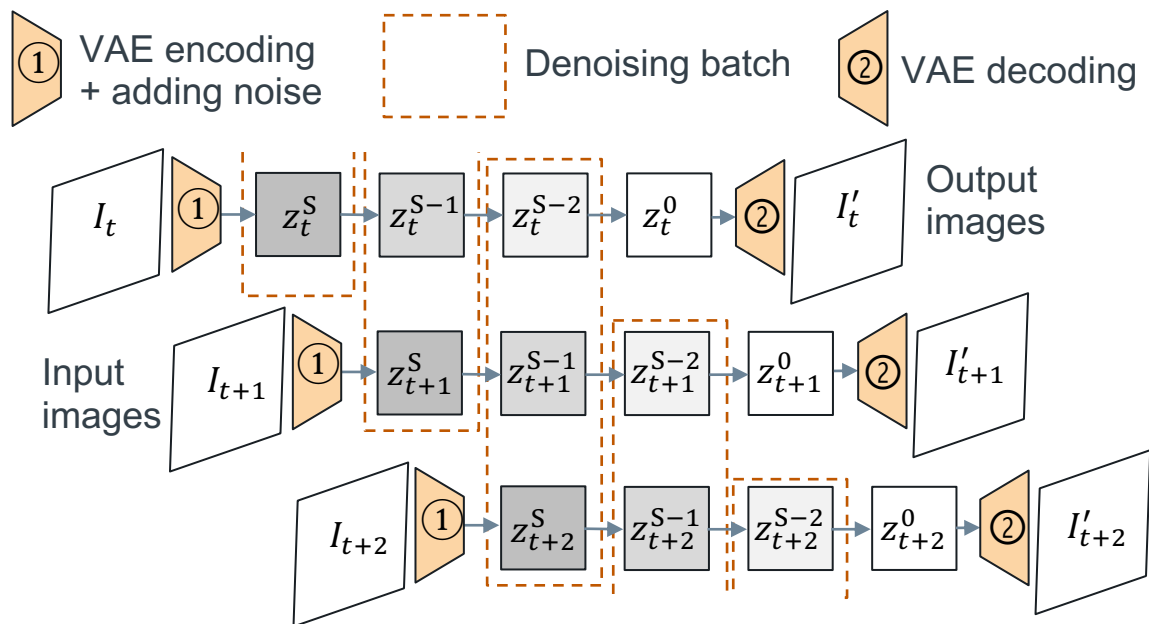 ① VAE encoding
+ adding noise
Denoising batch
② VAE decoding
I_t ① z_t^S z_t^{S−1} z_t^{S−2} z_t^0 ② I'_t
Output
images
Input
images
I_{t+1} ① z_{t+1}^S z_{t+1}^{S−1} z_{t+1}^{S−2} z_{t+1}^0 ② I'_{t+1}
I_{t+2} ① z_{t+2}^S z_{t+2}^{S−1} z_{t+2}^{S−2} z_{t+2}^0 ② I'_{t+2}